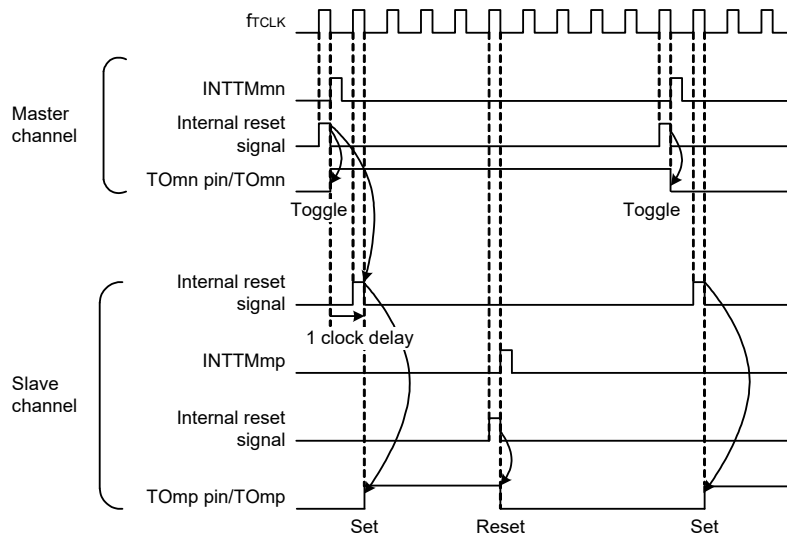 fTCLK
INTTMmn
Master
channel
Internal reset
signal
TOmn pin/TOmn
Toggle
Toggle
Internal reset
signal
1 clock delay
INTTMmp
Slave
channel
Internal reset
signal
TOmp pin/TOmp
Set
Reset
Set